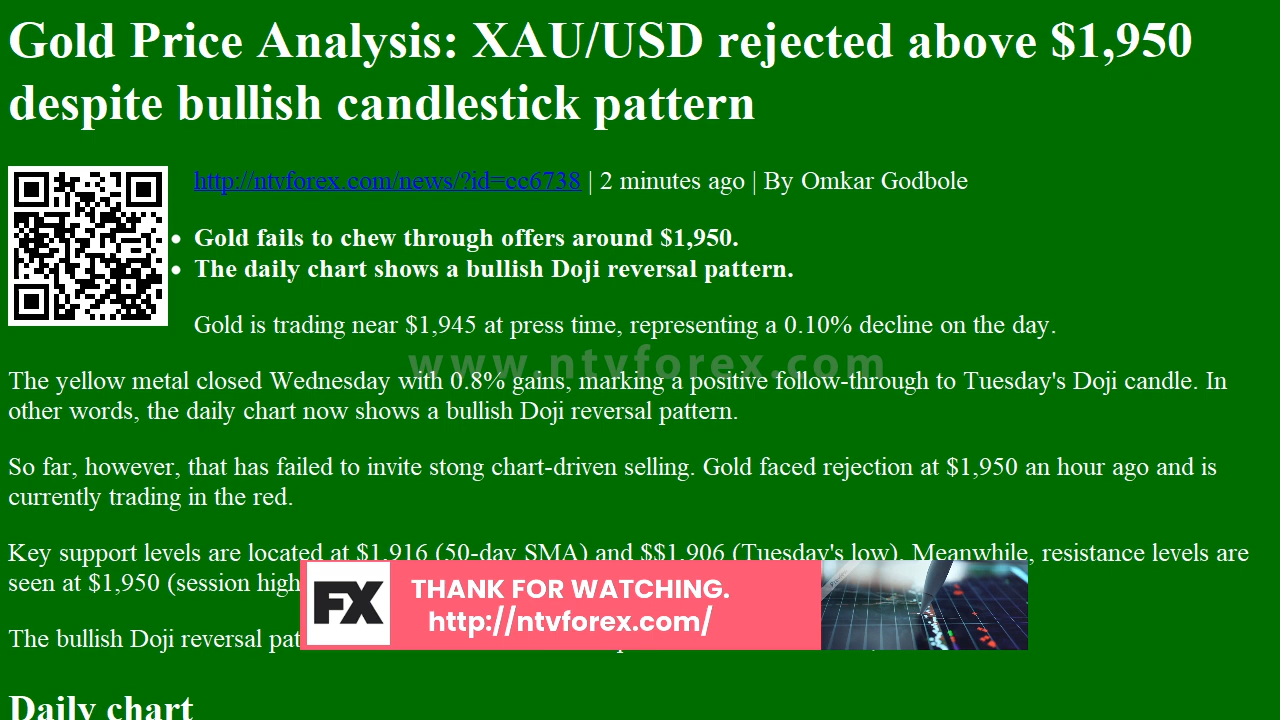 Gold Price Analysis: XAU/USD rejected above $1,950
despite bullish candlestick pattern
http://ntvforex.com/news/?id=cc6738 | 2 minutes ago | By Omkar Godbole
• Gold fails to chew through offers around $1,950.
• The daily chart shows a bullish Doji reversal pattern.
Gold is trading near $1,945 at press time, representing a 0.10% decline on the day.
www.ntvforex.com
The yellow metal closed Wednesday with 0.8% gains, marking a positive follow-through to Tuesday's Doji candle. In
other words, the daily chart now shows a bullish Doji reversal pattern.
So far, however, that has failed to invite stong chart-driven selling. Gold faced rejection at $1,950 an hour ago and is
currently trading in the red.
Key support levels are located at $1,916 (50-day SMA) and $$1,906 (Tuesday's low). Meanwhile, resistance levels are
seen at $1,950 (session high
FX
THANK FOR WATCHING.
http://ntvforex.com/
The bullish Doji reversal pat
Daily chart